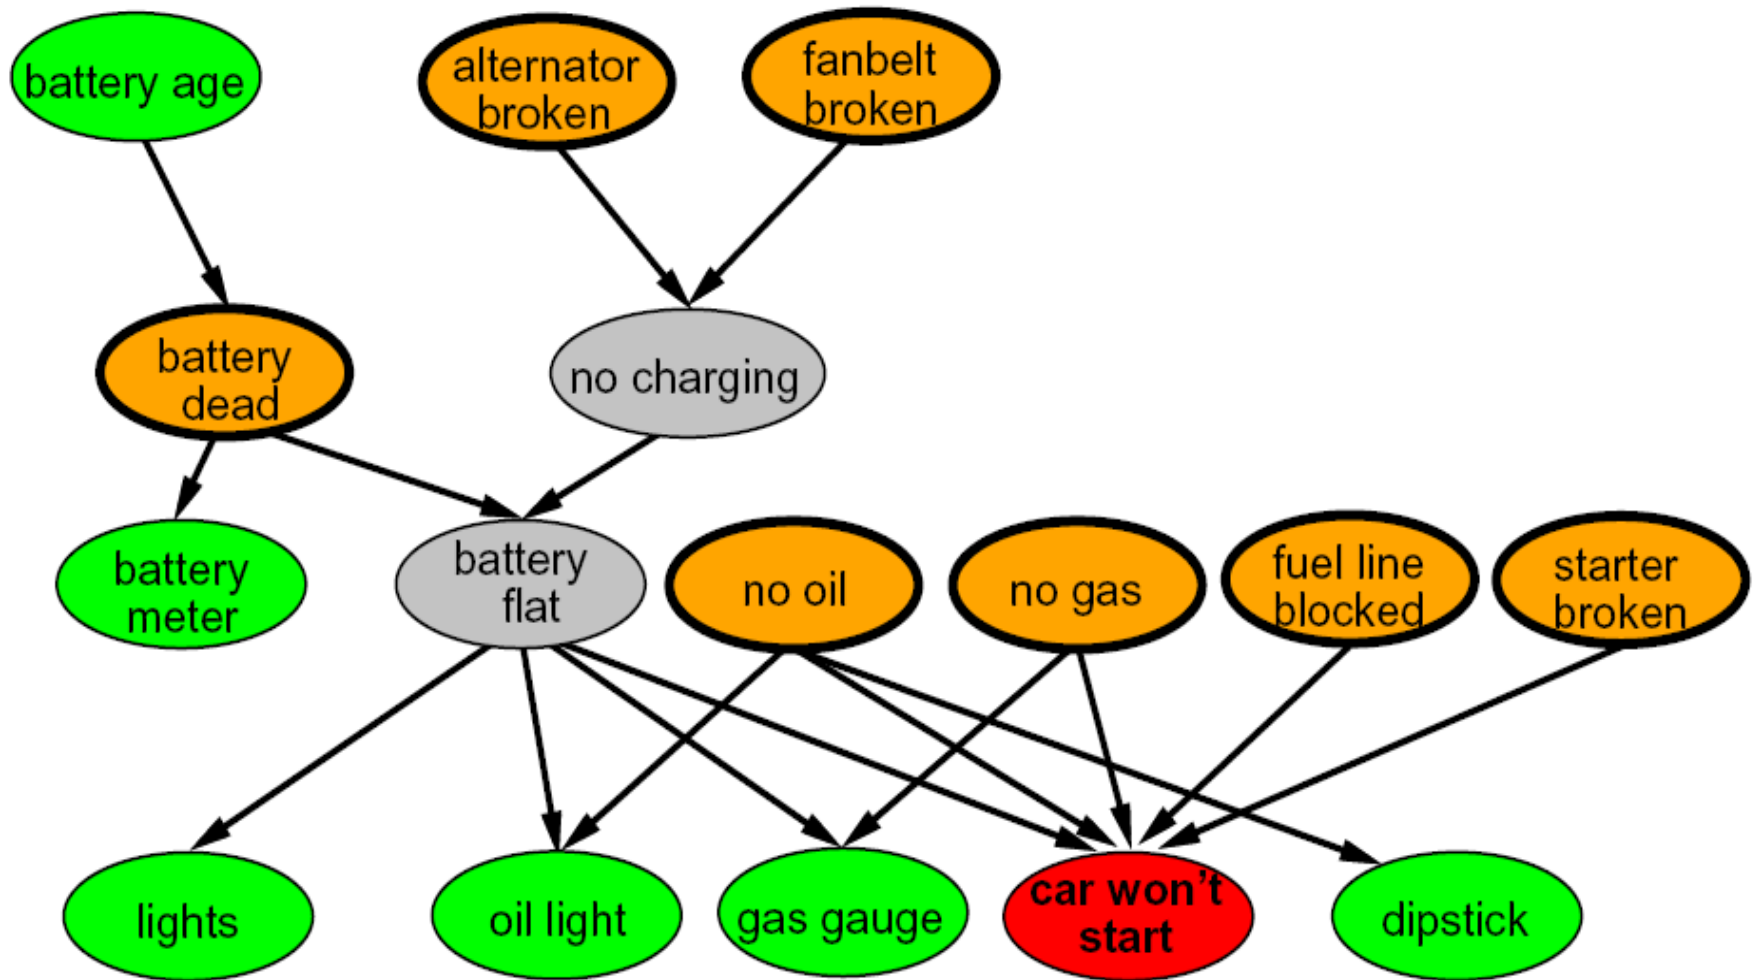 battery age
alternator
broken
fanbelt
broken
battery
dead
no charging
battery
meter
battery
flat
no oil
no gas
fuel line
blocked
starter
broken
lights
oil light
gas gauge
car won't
start
dipstick